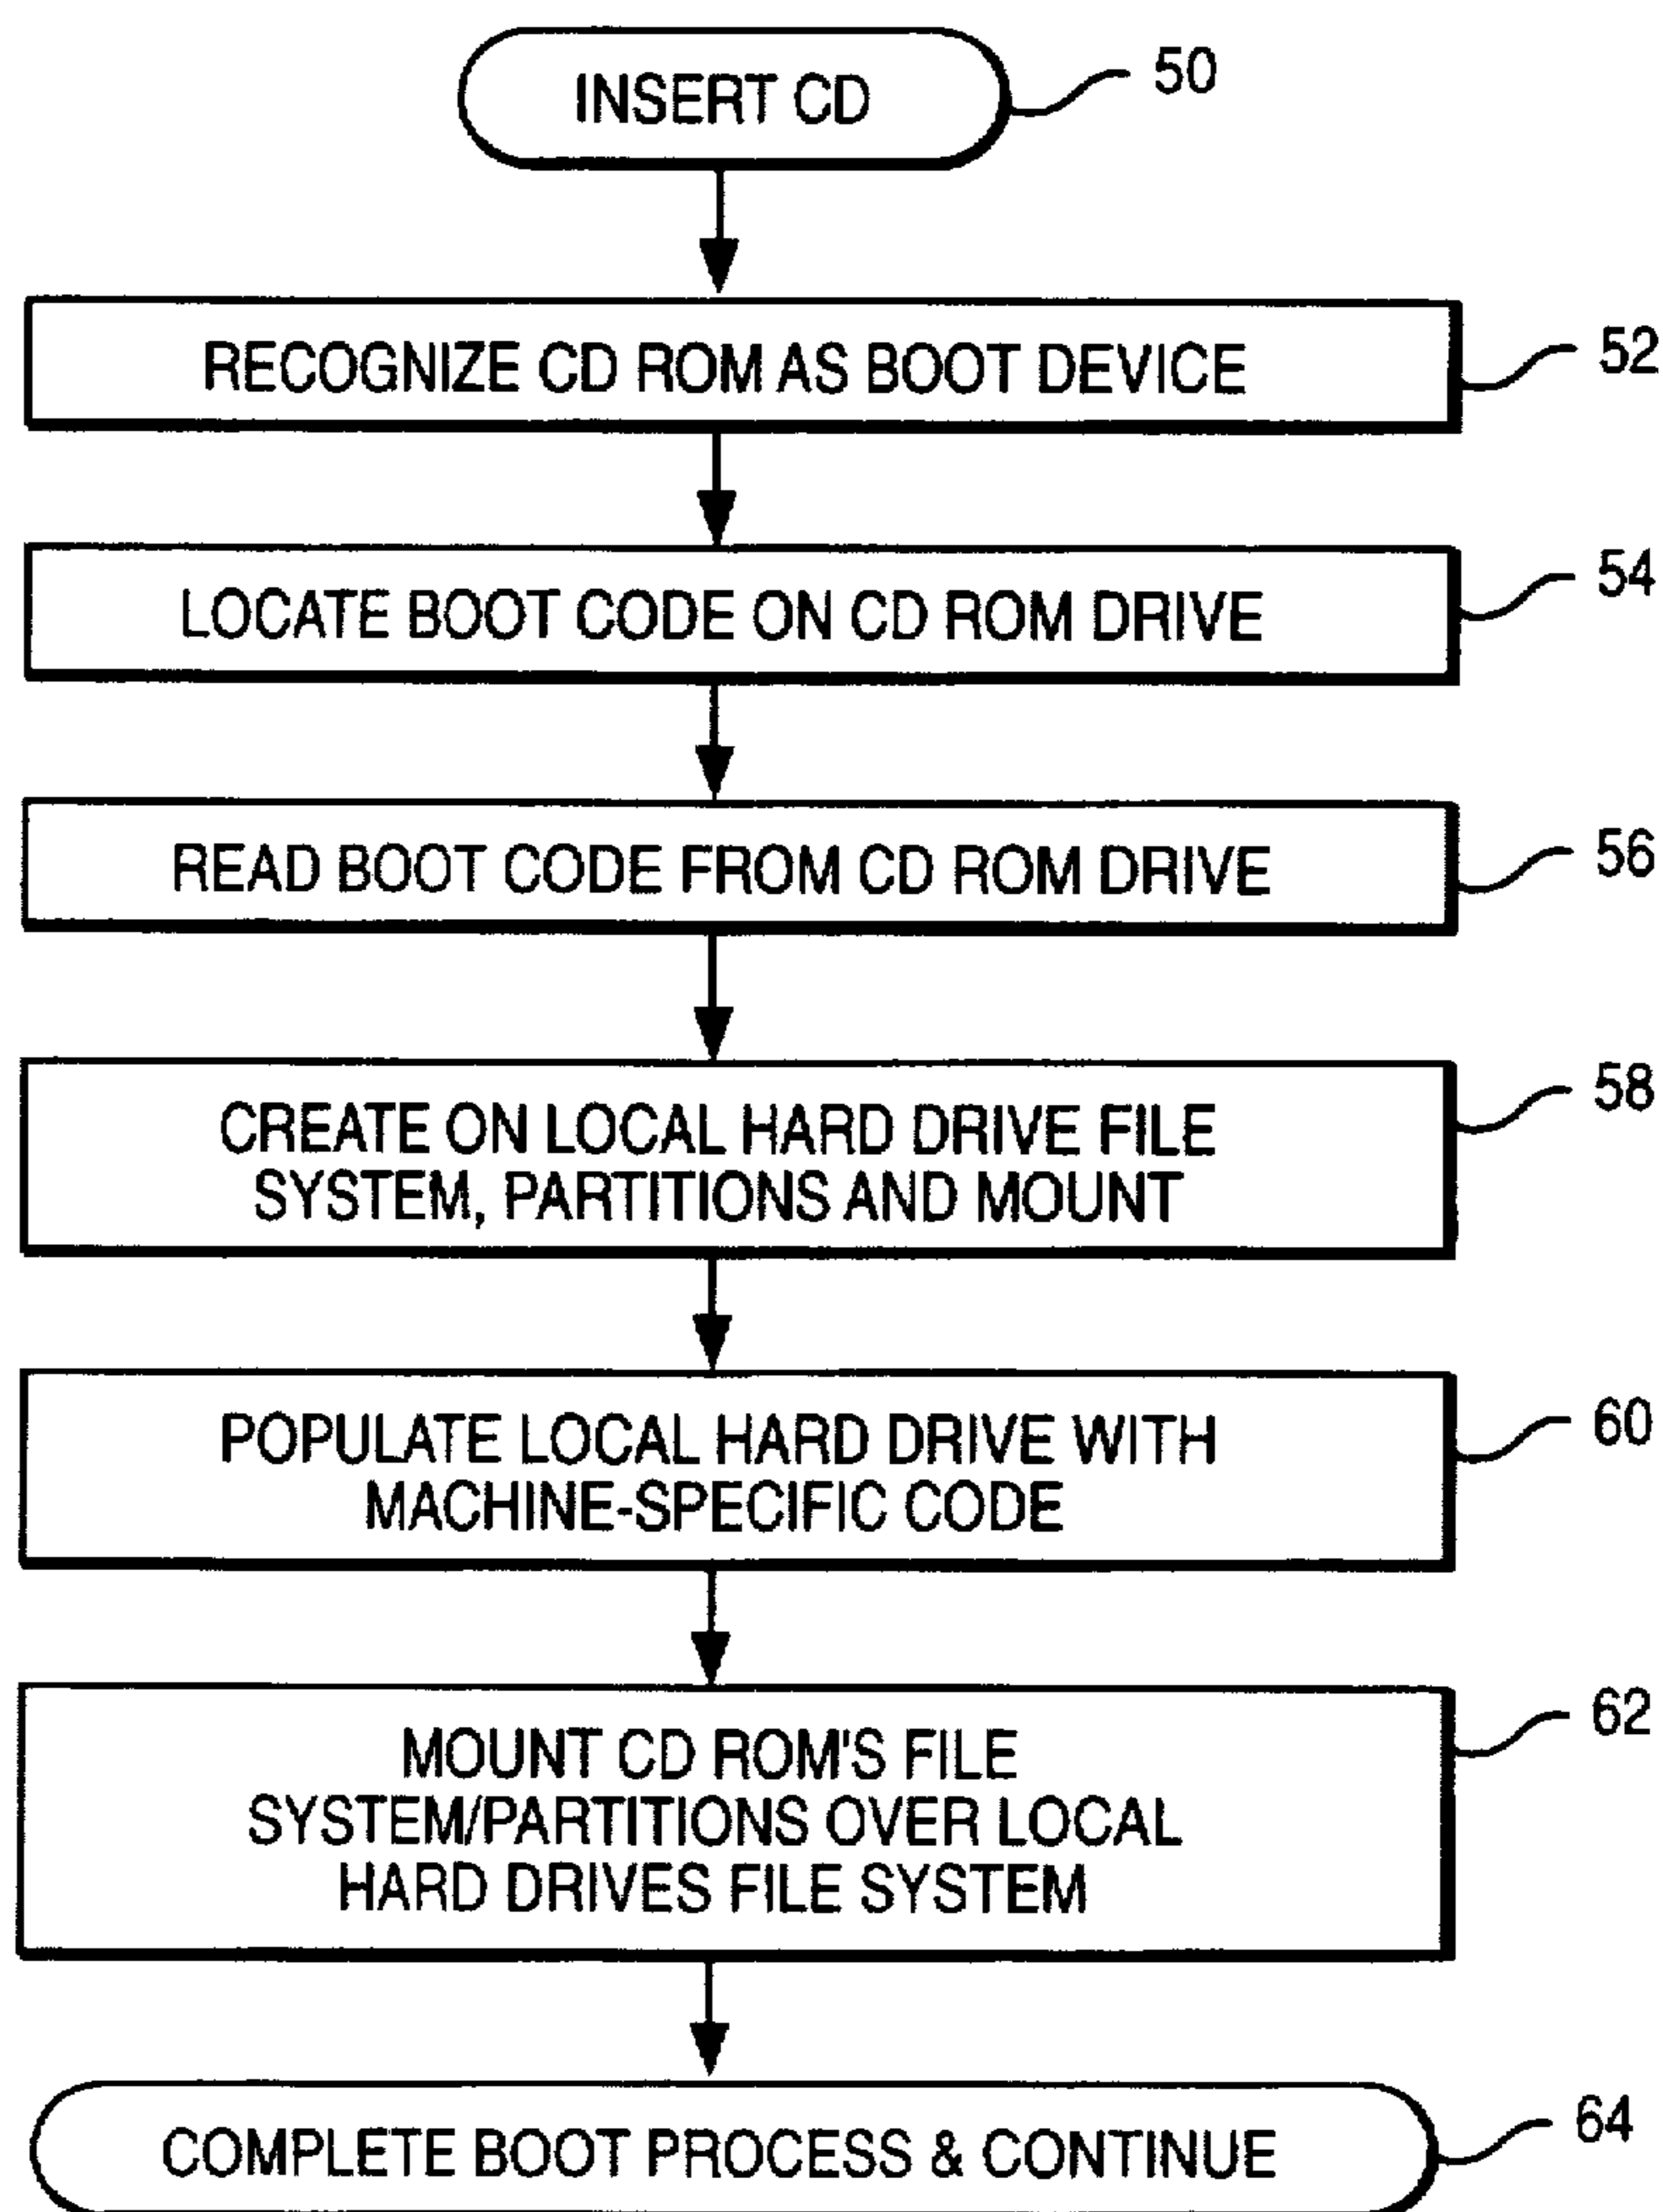 INSERT CD
50
RECOGNIZE CD ROM AS BOOT DEVICE
52
LOCATE BOOT CODE ON CD ROM DRIVE
54
READ BOOT CODE FROM CD ROM DRIVE
56
CREATE ON LOCAL HARD DRIVE FILE
SYSTEM, PARTITIONS AND MOUNT
58
POPULATE LOCAL HARD DRIVE WITH
MACHINE-SPECIFIC CODE
60
MOUNT CD ROM'S FILE
SYSTEM/PARTITIONS OVER LOCAL
HARD DRIVES FILE SYSTEM
62
COMPLETE BOOT PROCESS & CONTINUE
64